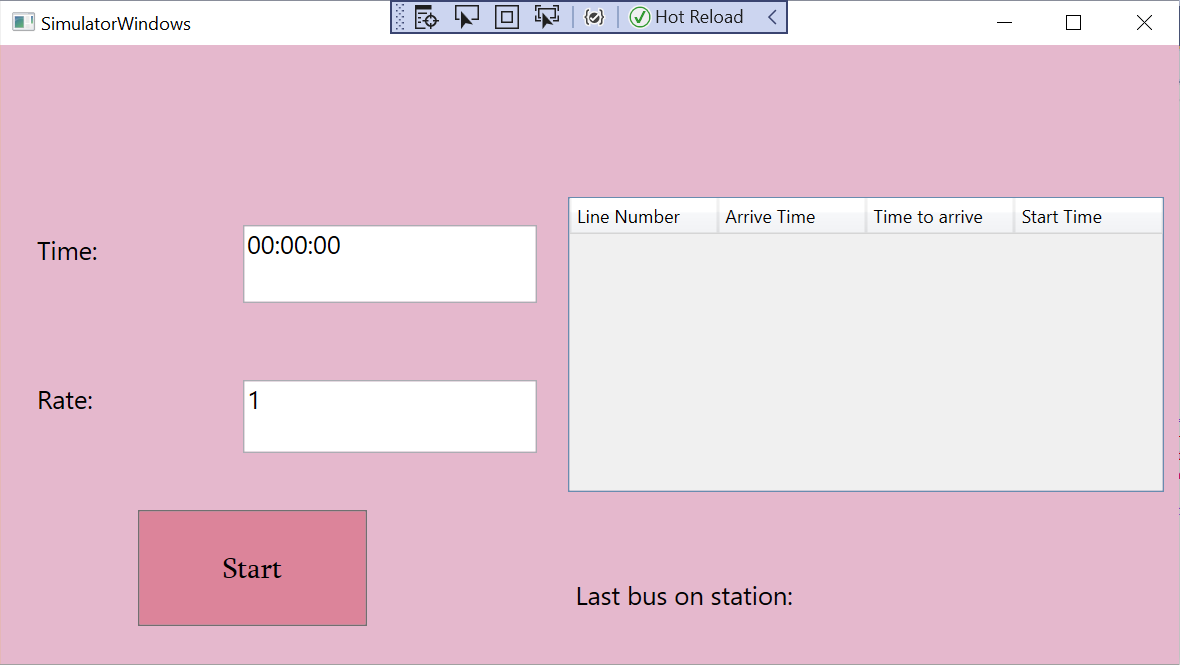 SimulatorWindows
Hot Reload
Line Number Arrive Time Time to arrive Start Time
Time: 00:00:00
Rate: 1
Start
Last bus on station: